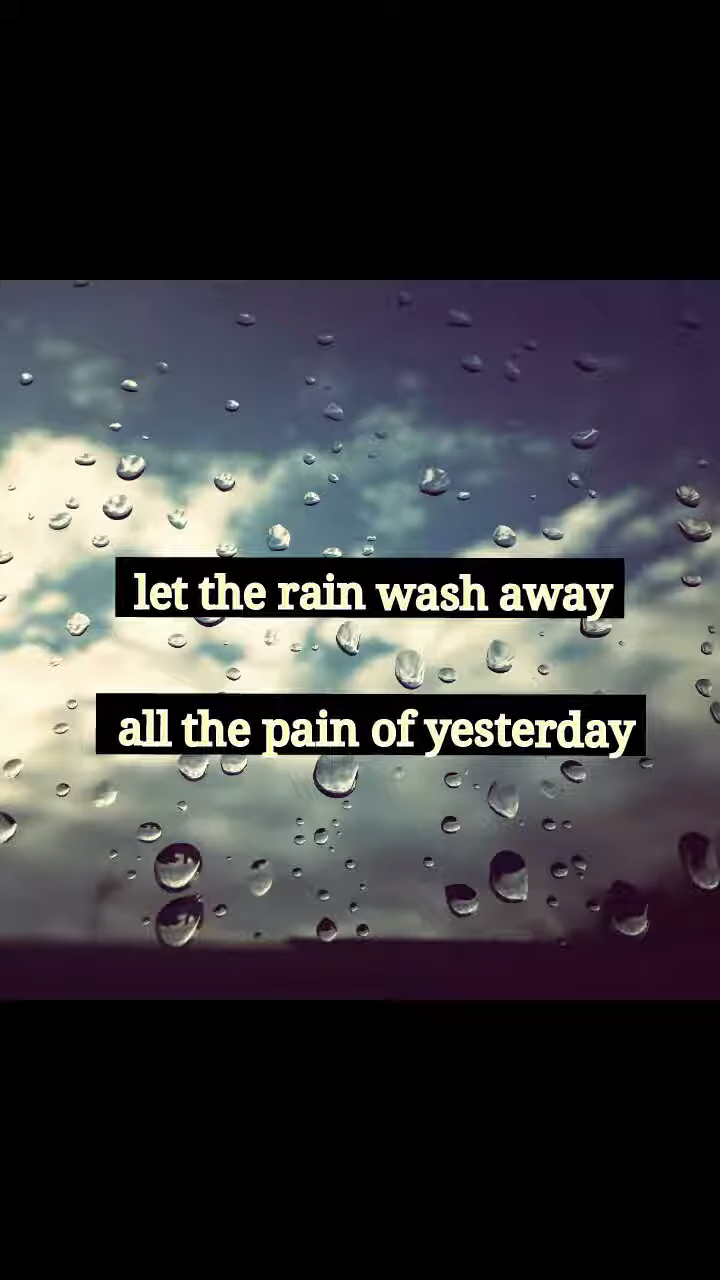 let the rain wash away
all the pain of yesterday